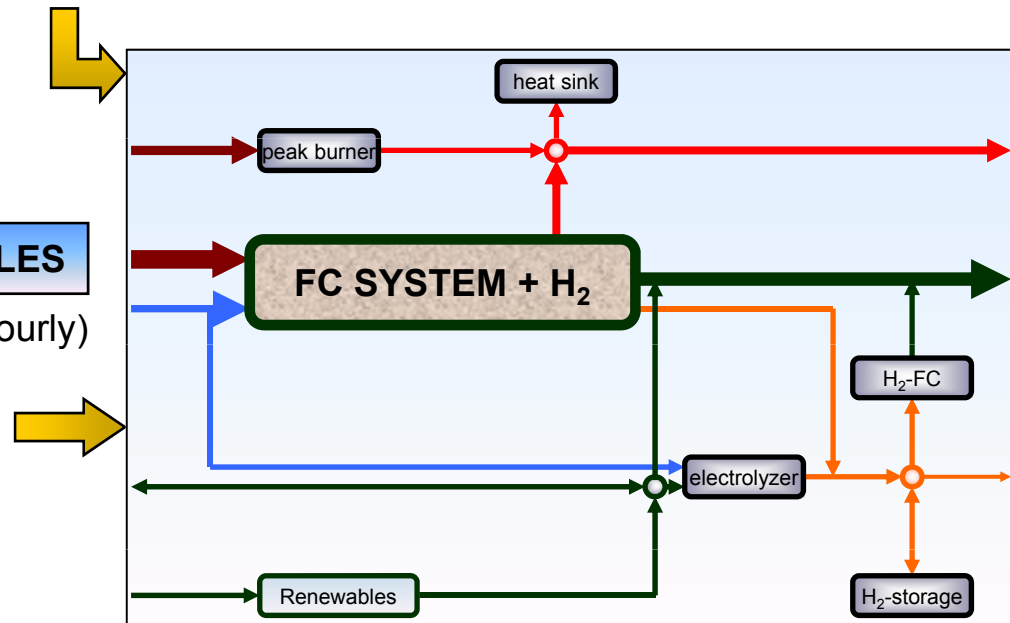 heat sink
peak burner
LES
ourly)
FC SYSTEM + H₂
H₂-FC
electrolyzer
Renewables
H₂-storage